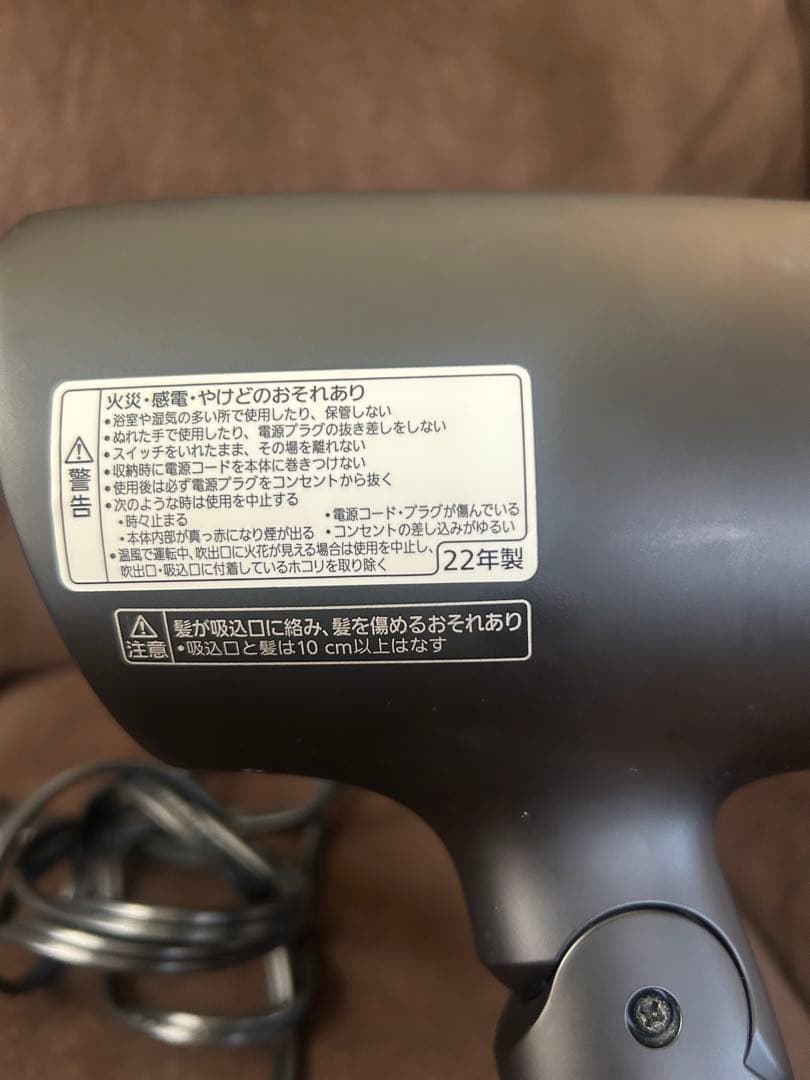 警告
火災・感電・やけどのおそれあり
•浴室や湿気の多い所で使用したり、保管しない
•ぬれた手で使用したり、電源プラグの抜き差しをしない
•スイッチをいれたまま、その場を離れない
•収納時に電源コードを本体に巻きつけない
•使用後は必ず電源プラグをコンセントから抜く
•次のような時は使用を中止する
・時々止まる
・電源コード・プラグが傷んでいる
・本体内部が真っ赤になり煙が出る
・コンセントの差し込みがゆるい
•温風で運転中、吹出口に火花が見える場合は使用を中止し、
吹出口・吸込口に付着しているホコリを取り除く
22年製
注意
髪が吸込口に絡み、髪を傷めるおそれあり
•吸込口と髪は10 cm以上はなす